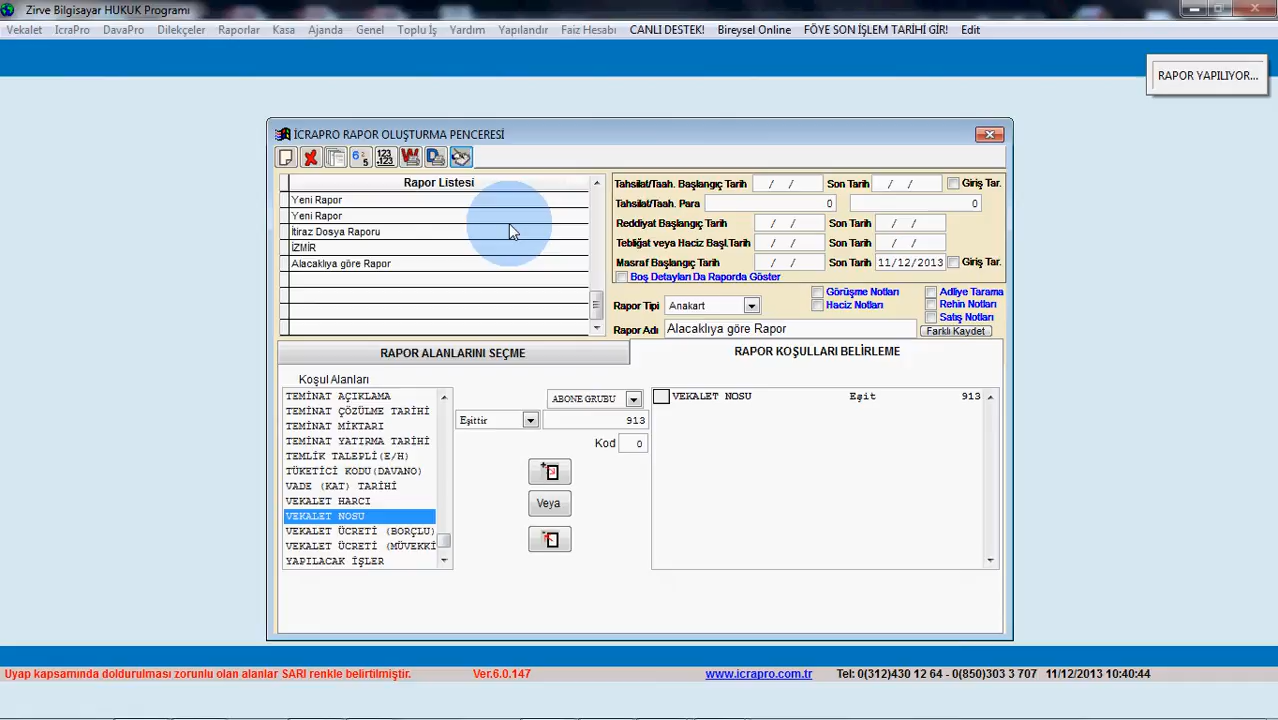 Zirve Bilgisayar HUKUK Programı
Vekalet IcraPro DavaPro Dilekçeler Raporlar Kasa Ajanda Genel Toplu İş Yardım Yapılandır Faiz Hesabı CANLI DESTEK! Bireysel Online FÖYE SON İŞLEM TARİHİ GİR! Edit
RAPOR YAPILIYOR...
İCRAPRO RAPOR OLUŞTURMA PENCERESİ
Rapor Listesi
Yeni Rapor
Yeni Rapor
İtiraz Dosya Raporu
İZMİR
Alacaklıya göre Rapor
Tahsilat/Taah. Başlangıç Tarih / / Son Tarih / / Giriş Tar.
Tahsilat/Taah. Para 0 0
Reddiyat Başlangıç Tarih / / / /
Tebliğat veya Haciz Başl.Tarih / / / /
Masraf Başlangıç Tarih / / Son Tarih 11/12/2013 Giriş Tar.
Boş Detayları Da Raporda Göster
Rapor Tipi Anakart
Görüşme Notları
Haciz Notları
Adliye Tarama
Rehin Notları
Satış Notları
Rapor Adı Alacaklıya göre Rapor Farklı Kaydet
RAPOR ALANLARINI SEÇME
RAPOR KOŞULLARI BELİRLEME
Koşul Alanları
TEMİNAT AÇIKLAMA
TEMİNAT ÇÖZÜLME TARİHİ
TEMİNAT MİKTARI
TEMİNAT YATIRMA TARİHİ
TEMLİK TALEPLİ(E/H)
TÜKETİCİ KODU(DAVANO)
VADE (KAT) TARİHİ
VEKALET HARCI
VEKALET NOSU
VEKALET ÜCRETİ (BORÇLU)
VEKALET ÜCRETİ (MÜVEKKİ
YAPILACAK İŞLER
ABONE GRUBU
Eşittir 913
Kod 0
Veya
VEKALET NOSU Eşit 913
Uyap kapsamında doldurulması zorunlu olan alanlar SARI renkle belirtilmiştir. Ver.6.0.147 www.icrapro.com.tr Tel: 0(312)430 12 64 - 0(850)303 3 707 11/12/2013 10:40:44